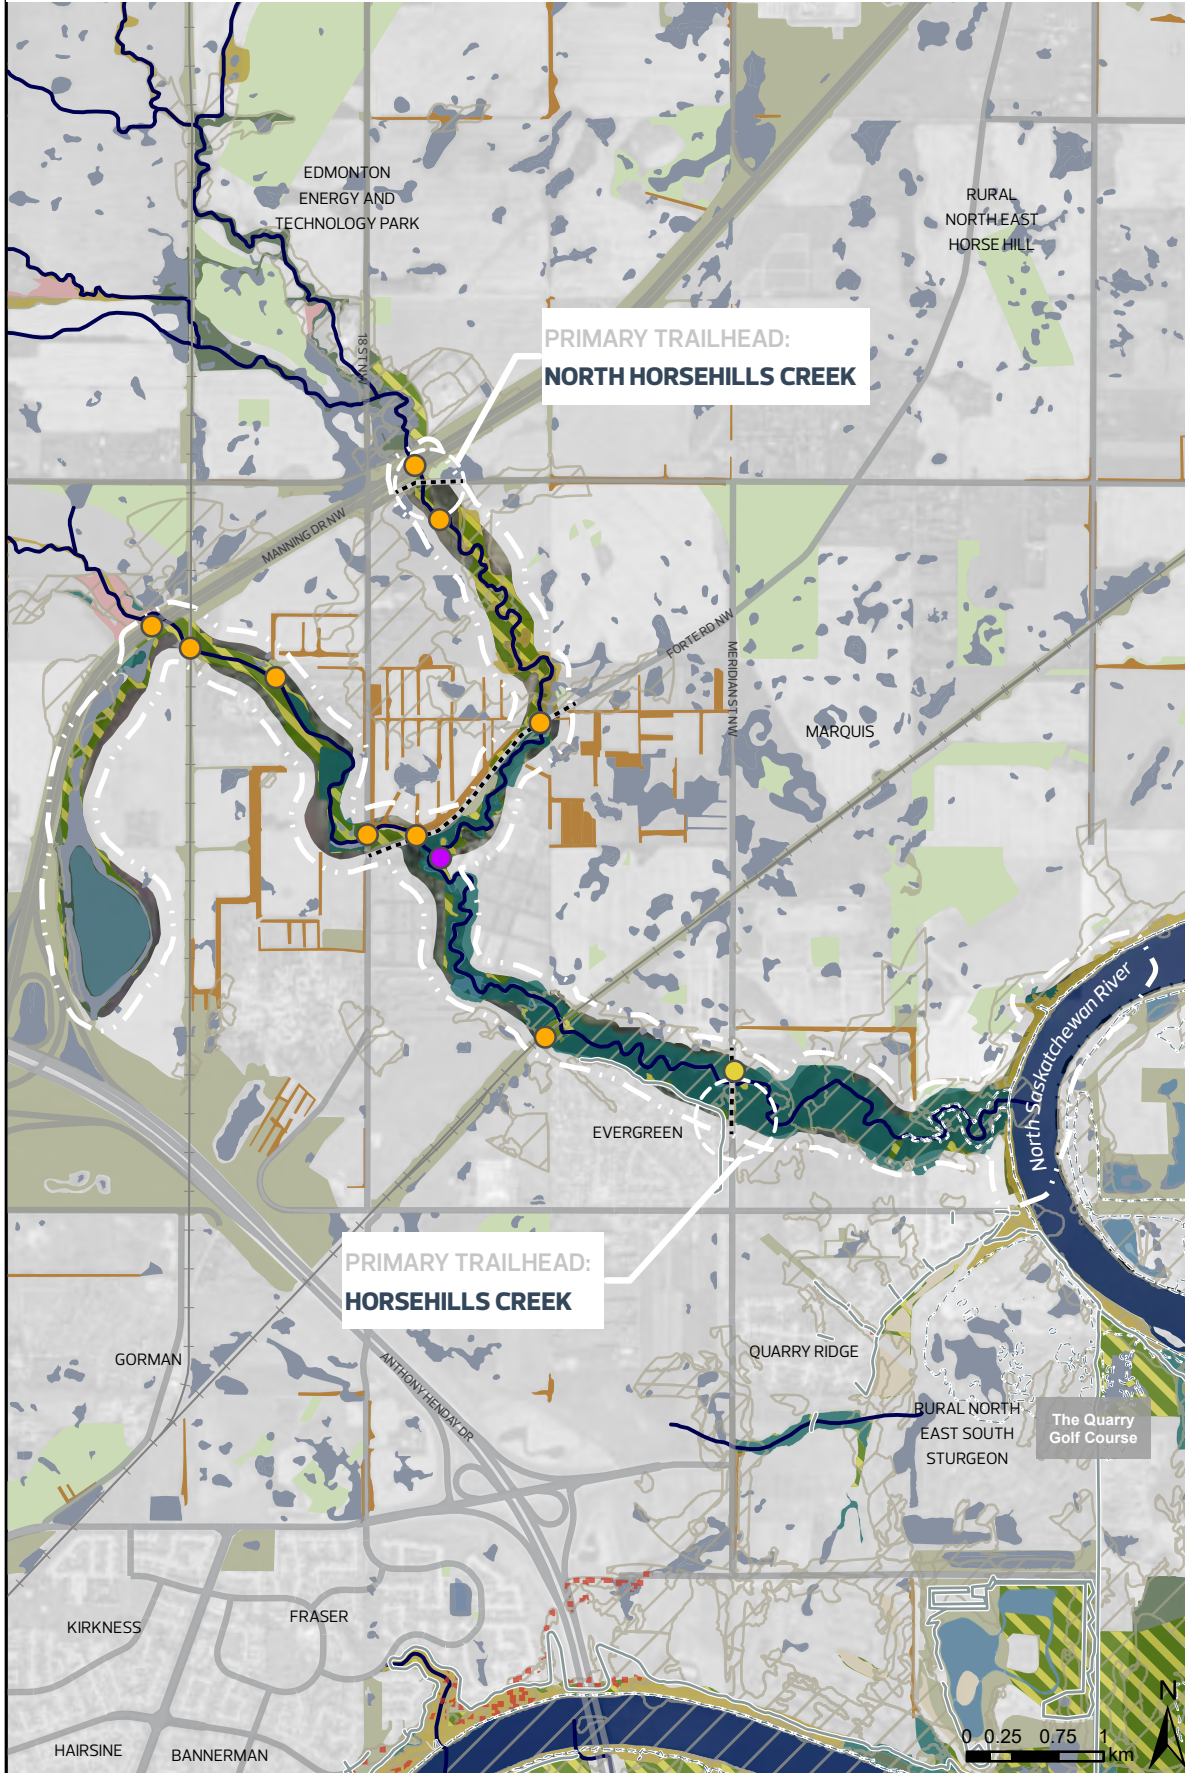 EDMONTON
ENERGY AND
TECHNOLOGY PARK
RURAL
NORTH EAST
HORSE HILL
PRIMARY TRAILHEAD:
NORTH HORSEHILLS CREEK
18 ST NW
MANNING DR NW
FORT RD NW
MERIDIAN ST NW
MARQUIS
North Saskatchewan River
EVERGREEN
PRIMARY TRAILHEAD:
HORSEHILLS CREEK
GORMAN
ANTHONY HENDAY DR
QUARRY RIDGE
RURAL NORTH
EAST SOUTH
STURGEON
The Quarry
Golf Course
KIRKNESS
FRASER
HAIRSINE
BANNERMAN
N
0 0.25 0.75 1
km